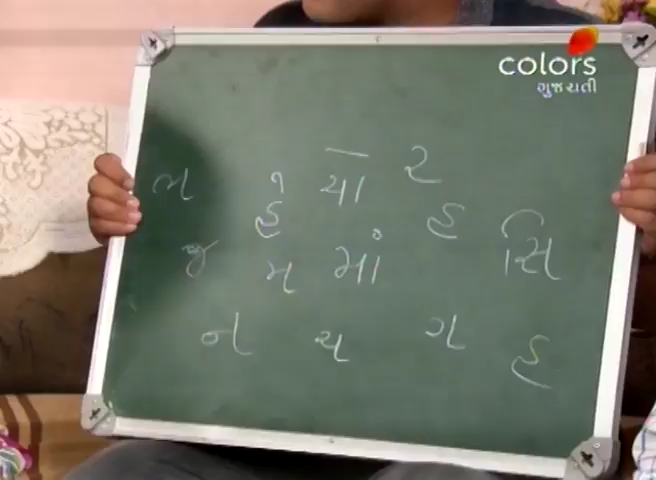 colors
ગુજરાતી
ભ ને યા ર
હ હ
જ મ માં સિ
ન ય ગ હ